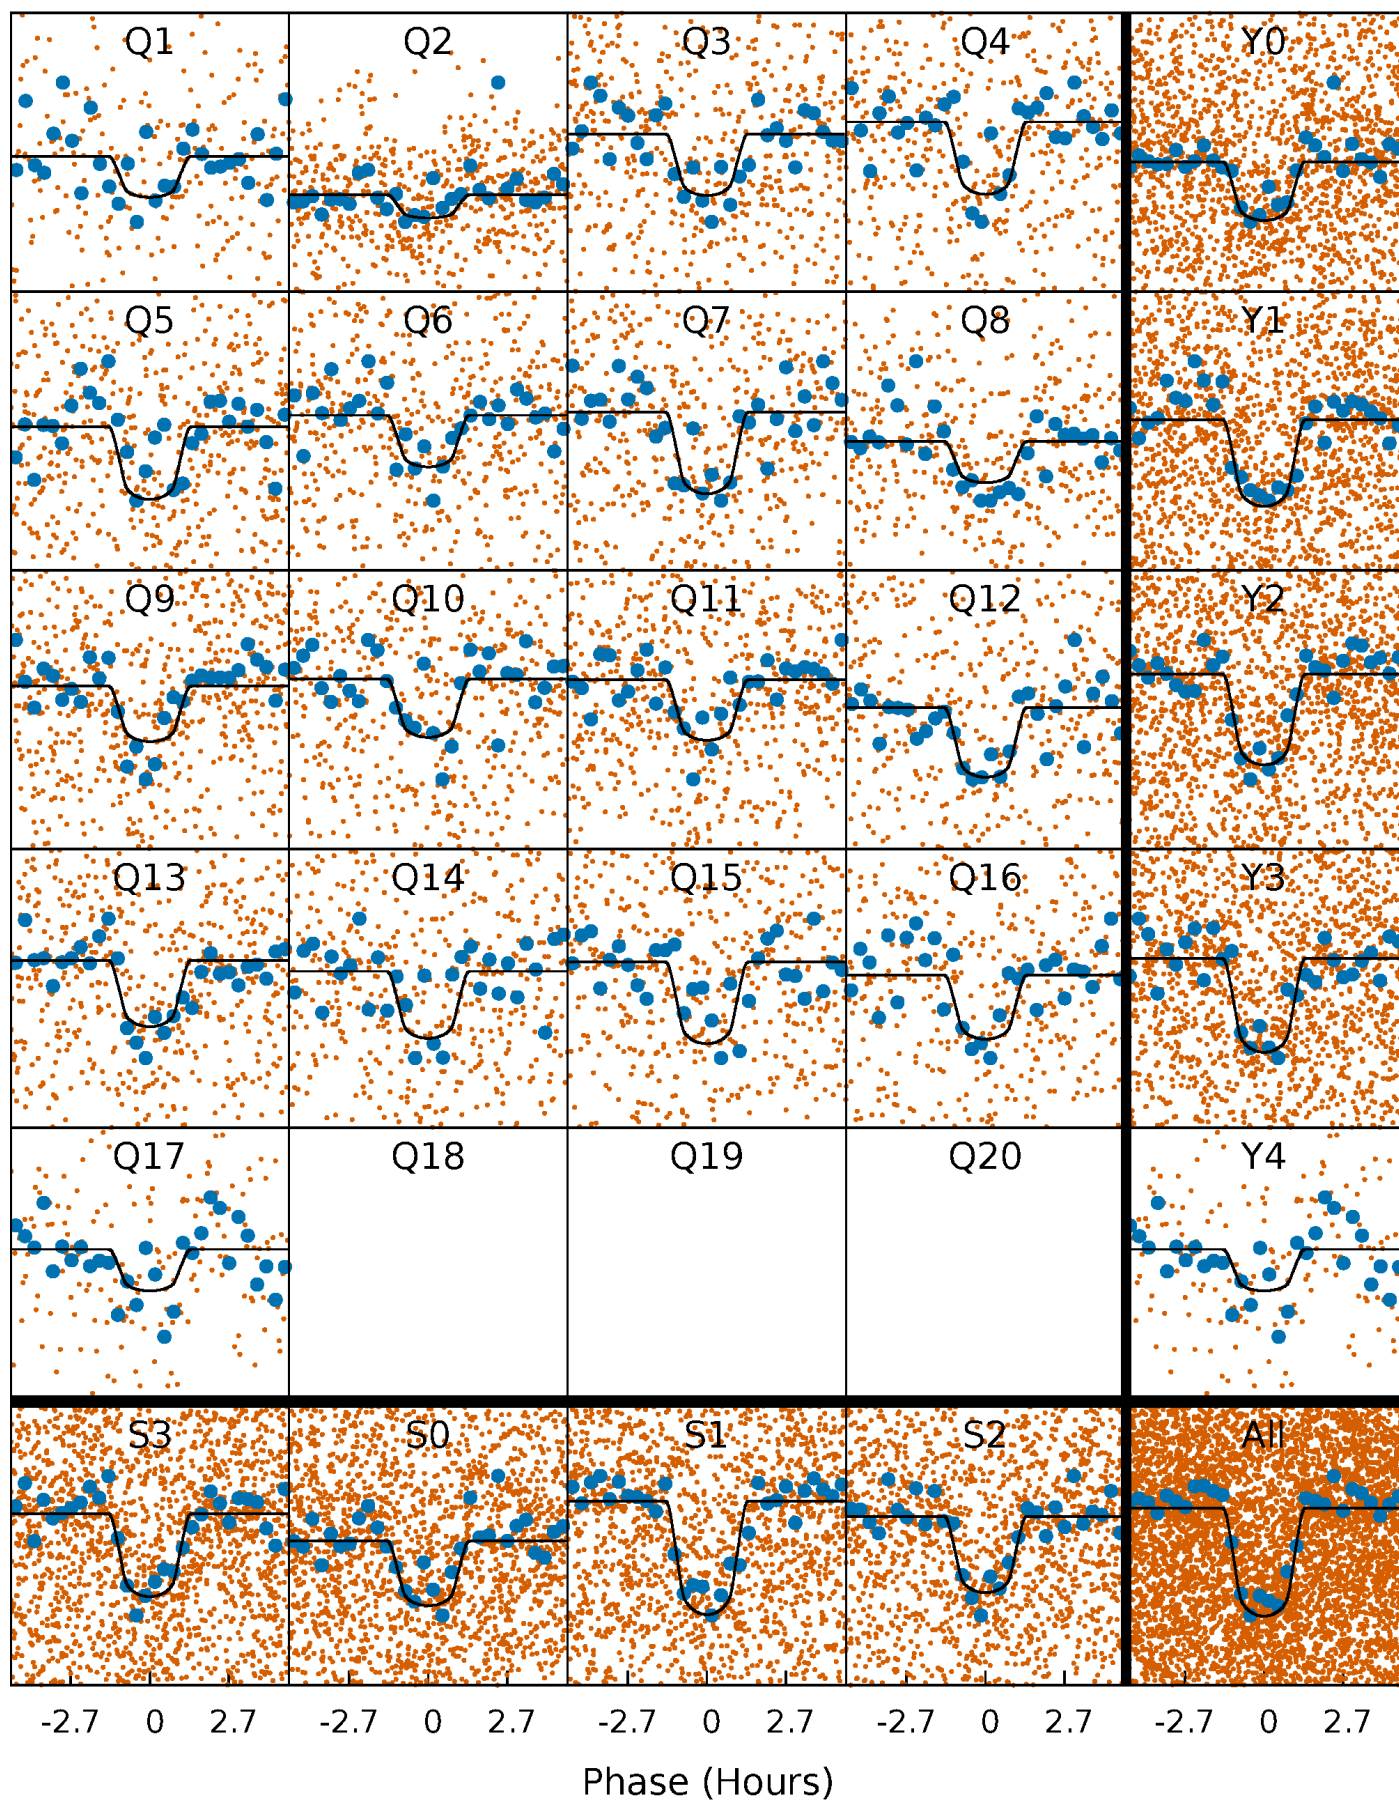 Q1 Q2 Q3 Q4 Y0
Q5 Q6 Q7 Q8 Y1
Q9 Q10 Q11 Q12 Y2
Q13 Q14 Q15 Q16 Y3
Q17 Q18 Q19 Q20 Y4
S3 S0 S1 S2 All
-2.7 0 2.7 -2.7 0 2.7 -2.7 0 2.7 -2.7 0 2.7 -2.7 0 2.7
Phase (Hours)